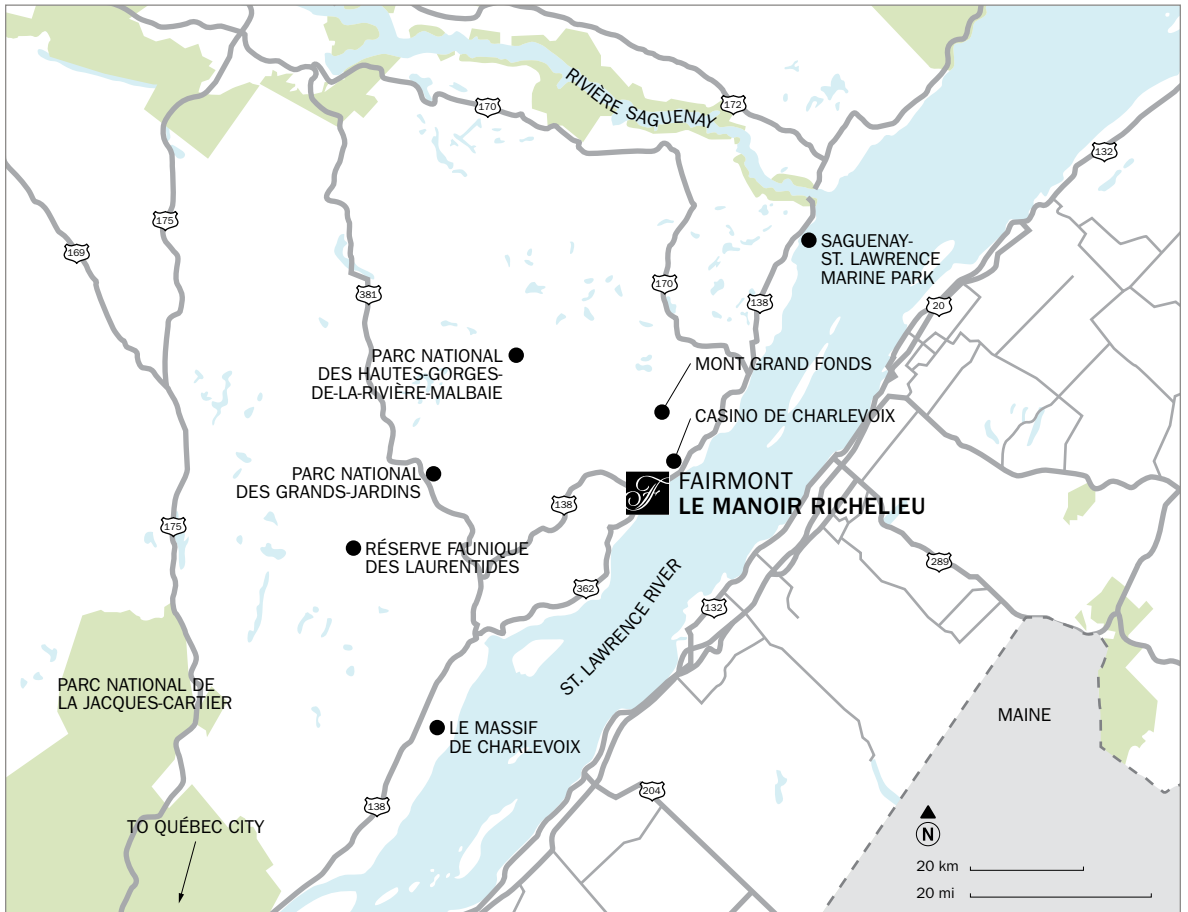 RIVIÈRE SAGUENAY
170
172
132
175
169
SAGUENAY-
ST. LAWRENCE
MARINE PARK
381
170
138
20
PARC NATIONAL
DES HAUTES-GORGES-
DE-LA-RIVIÈRE-MALBAIE
MONT GRAND FONDS
CASINO DE CHARLEVOIX
PARC NATIONAL
DES GRANDS-JARDINS
FAIRMONT
LE MANOIR RICHELIEU
138
175
RÉSERVE FAUNIQUE
DES LAURENTIDES
289
362
132
ST. LAWRENCE RIVER
PARC NATIONAL DE
LA JACQUES-CARTIER
MAINE
LE MASSIF
DE CHARLEVOIX
204
138
TO QUÉBEC CITY
N
20 km
20 mi